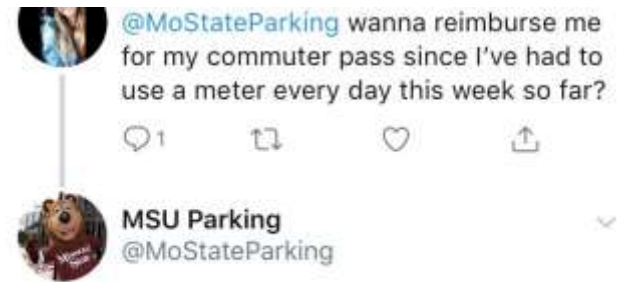 @MoStateParking wanna reimburse me
for my commuter pass since I've had to
use a meter every day this week so far?
1
MSU Parking
@MoStateParking